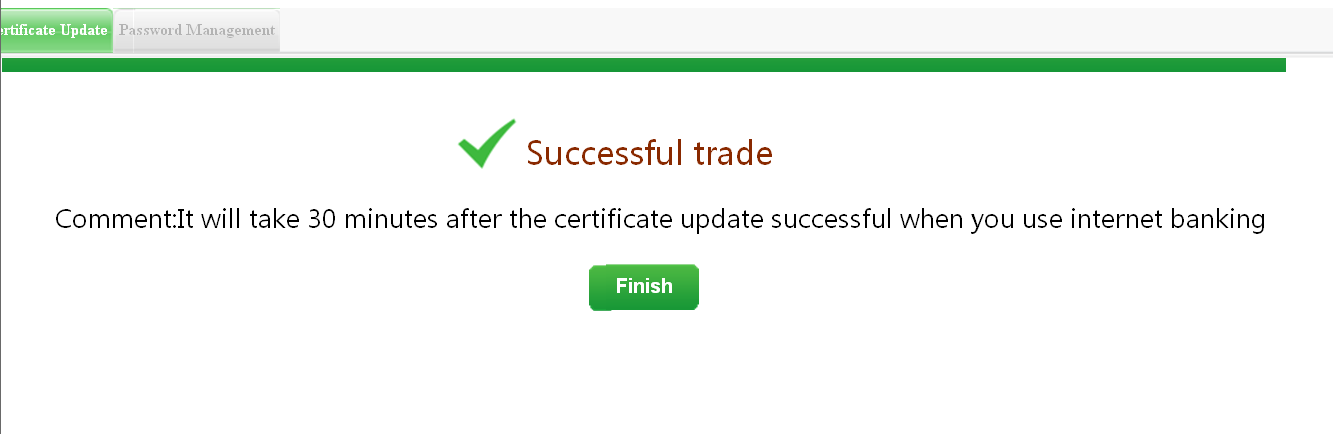 ertificate Update Password Management
Successful trade
Comment:It will take 30 minutes after the certificate update successful when you use internet banking
Finish